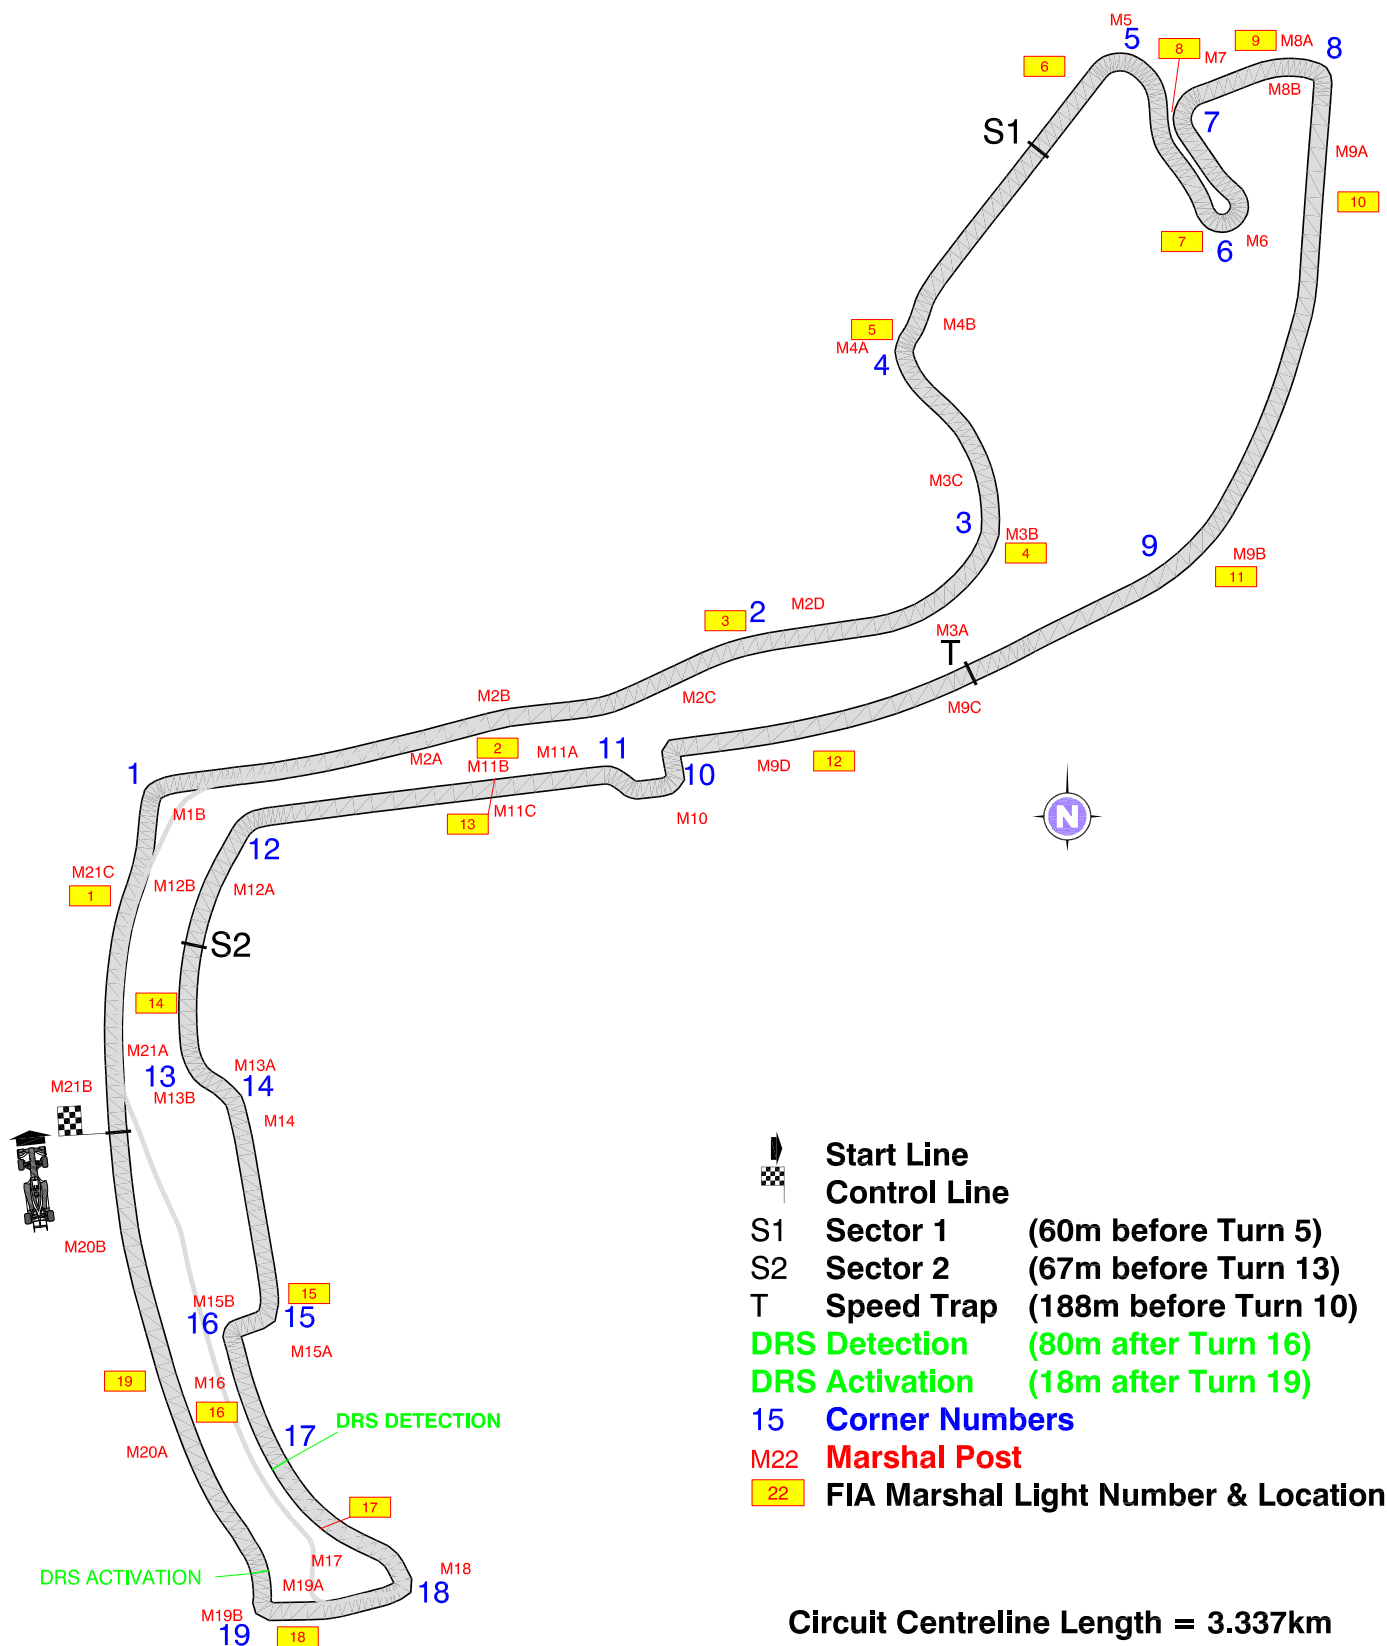 M5
5
8
M7
9
M8A
8
6
M8B
S1
7
M9A
10
7
6
M6
5
M4A
M4B
4
M3C
3
M3B
4
9
M9B
11
3
2
M2D
M3A
T
M2B
M2C
M9C
2
M2A
M11A
11
M11B
10
M9D
12
1
M1B
M11C
13
M10
N
12
M21C
1
M12B
M12A
S2
14
M21A
13
M13A
14
M21B
M13B
M14
M20B
M15B
16
15
15
M15A
19
M16
16
17
DRS DETECTION
M20A
17
DRS ACTIVATION
M17
M19A
M18
18
M19B
19
18
Start Line
Control Line
S1 Sector 1 (60m before Turn 5)
S2 Sector 2 (67m before Turn 13)
T Speed Trap (188m before Turn 10)
DRS Detection (80m after Turn 16)
DRS Activation (18m after Turn 19)
15 Corner Numbers
M22 Marshal Post
22 FIA Marshal Light Number & Location
Circuit Centreline Length = 3.337km